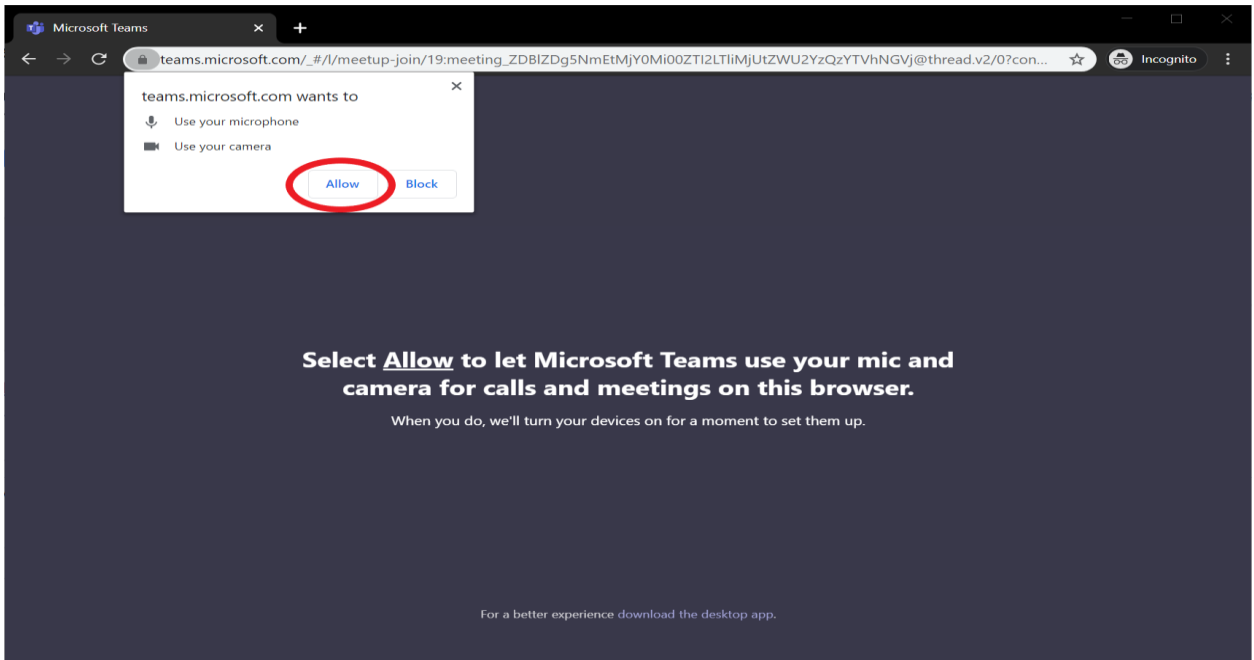 Microsoft Teams
teams.microsoft.com/_#/l/meetup-join/19:meeting_ZDBlZDg5NmEtMjY0Mi00ZTI2LTliMjUtZWU2YzQzYTVhNGVj@thread.v2/0?con...
Incognito
teams.microsoft.com wants to
Use your microphone
Use your camera
Allow Block
Select Allow to let Microsoft Teams use your mic and
camera for calls and meetings on this browser.
When you do, we'll turn your devices on for a moment to set them up.
For a better experience download the desktop app.